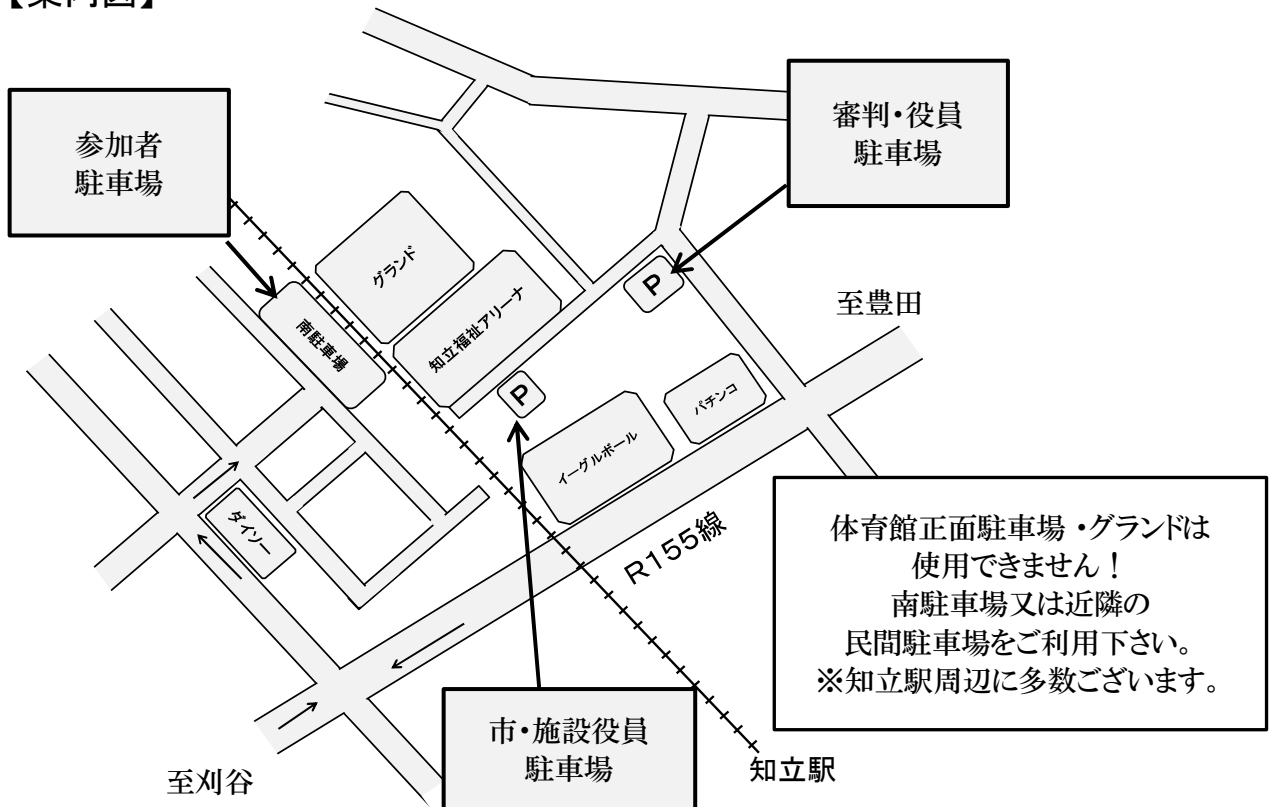 【案内図】
参加者
駐車場
審判・役員
駐車場
グランド
知立福祉アリーナ
南駐車場
P
至豊田
P
パチンコ
イーグルボール
ダイソー
R155線
体育館正面駐車場・グランドは
使用できません！
南駐車場又は近隣の
民間駐車場をご利用下さい。
※知立駅周辺に多数ございます。
市・施設役員
駐車場
知立駅
至刈谷